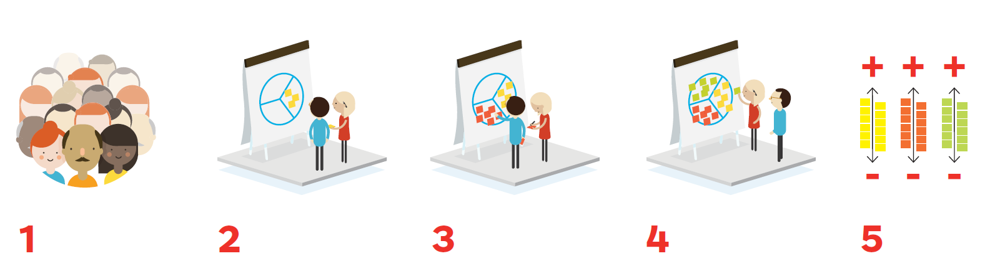 + + +
- - -
1 2 3 4 5